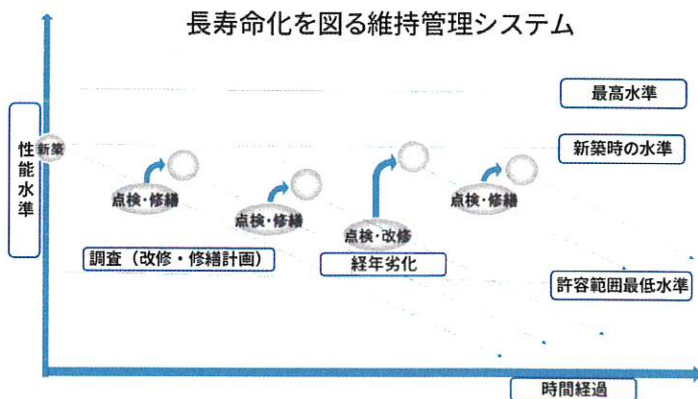 長寿命化を図る維持管理システム
最高水準
性能水準
新築
新築時の水準
点検・修繕
点検・修繕
点検・改修
点検・修繕
調査（改修・修繕計画）
経年劣化
許容範囲最低水準
時間経過